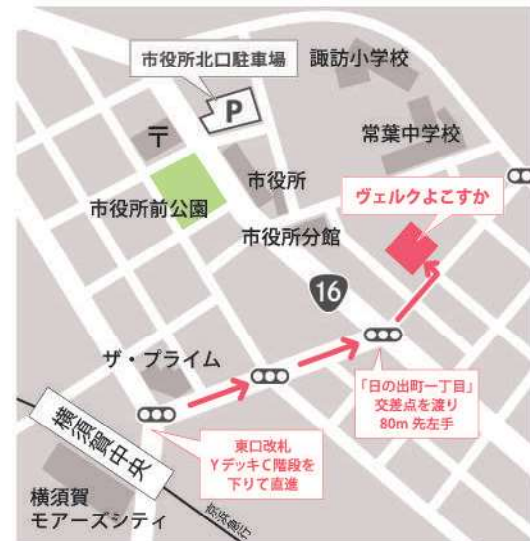 市役所北口駐車場
諏訪小学校
P
〒
常葉中学校
市役所
ヴェルクよこすか
市役所前公園
市役所分館
16
ザ・プライム
「日の出町一丁目」
交差点を渡り
80m 先左手
横須賀中央
東口改札
YデッキC階段を
下りて直進
横須賀
モアーズシティ
京浜急行